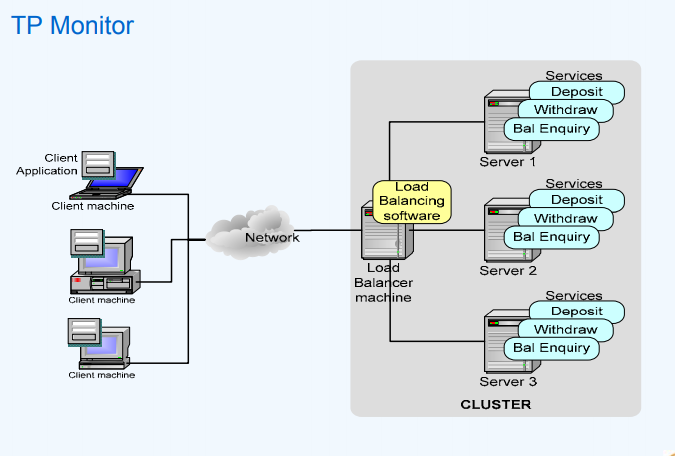 TP Monitor
Client
Application
Client machine
Client machine
Client machine
Network
Load
Balancing
software
Load
Balancer
machine
Services
Deposit
Withdraw
Bal Enquiry
Server 1
Services
Deposit
Withdraw
Bal Enquiry
Server 2
Services
Deposit
Withdraw
Bal Enquiry
Server 3
CLUSTER